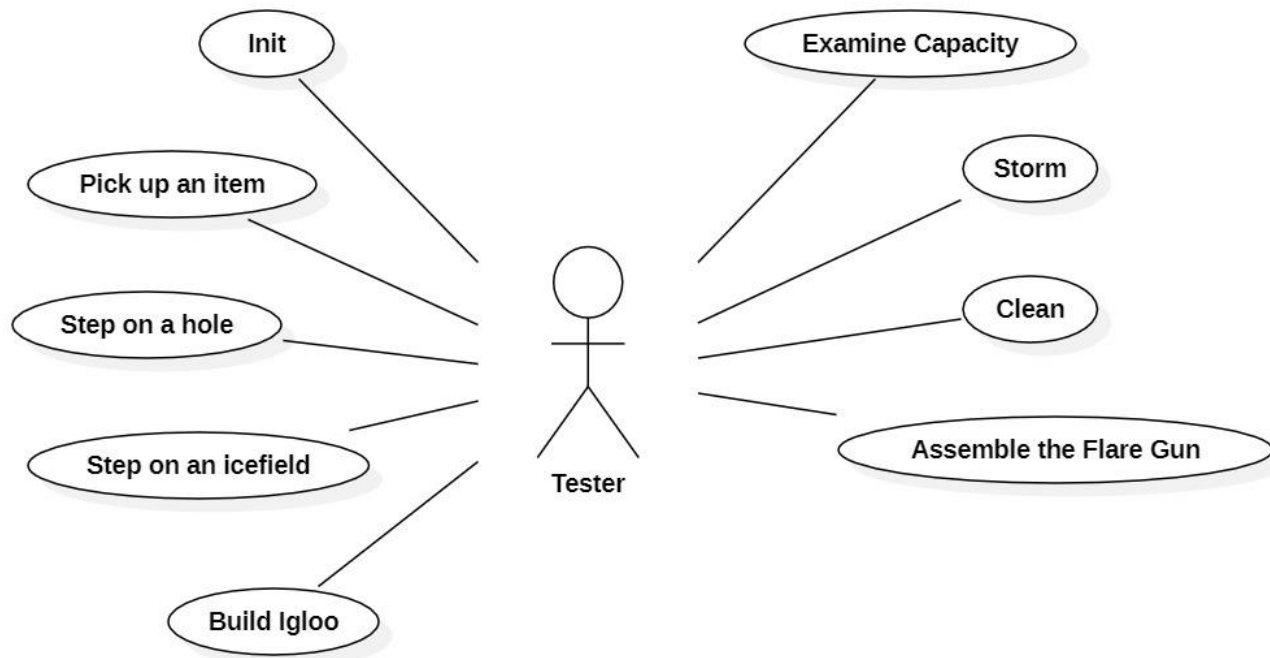 Init
Examine Capacity
Pick up an item
Storm
Step on a hole
Clean
Step on an icefield
Assemble the Flare Gun
Tester
Build Igloo